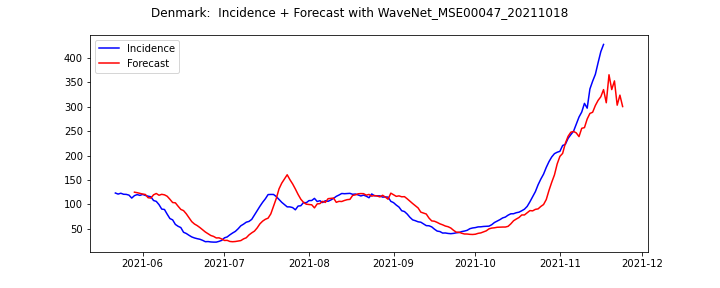 Denmark:  Incidence + Forecast with WaveNet_MSE00047_20211018
Incidence
Forecast
400
350
300
250
200
150
100
50
2021-06 2021-07 2021-08 2021-09 2021-10 2021-11 2021-12